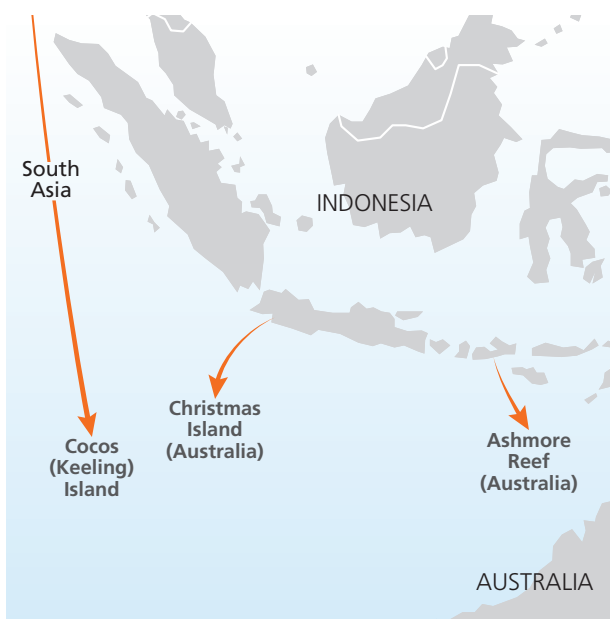 South
Asia
INDONESIA
Christmas
Island
(Australia)
Cocos
(Keeling)
Island
Ashmore
Reef
(Australia)
AUSTRALIA